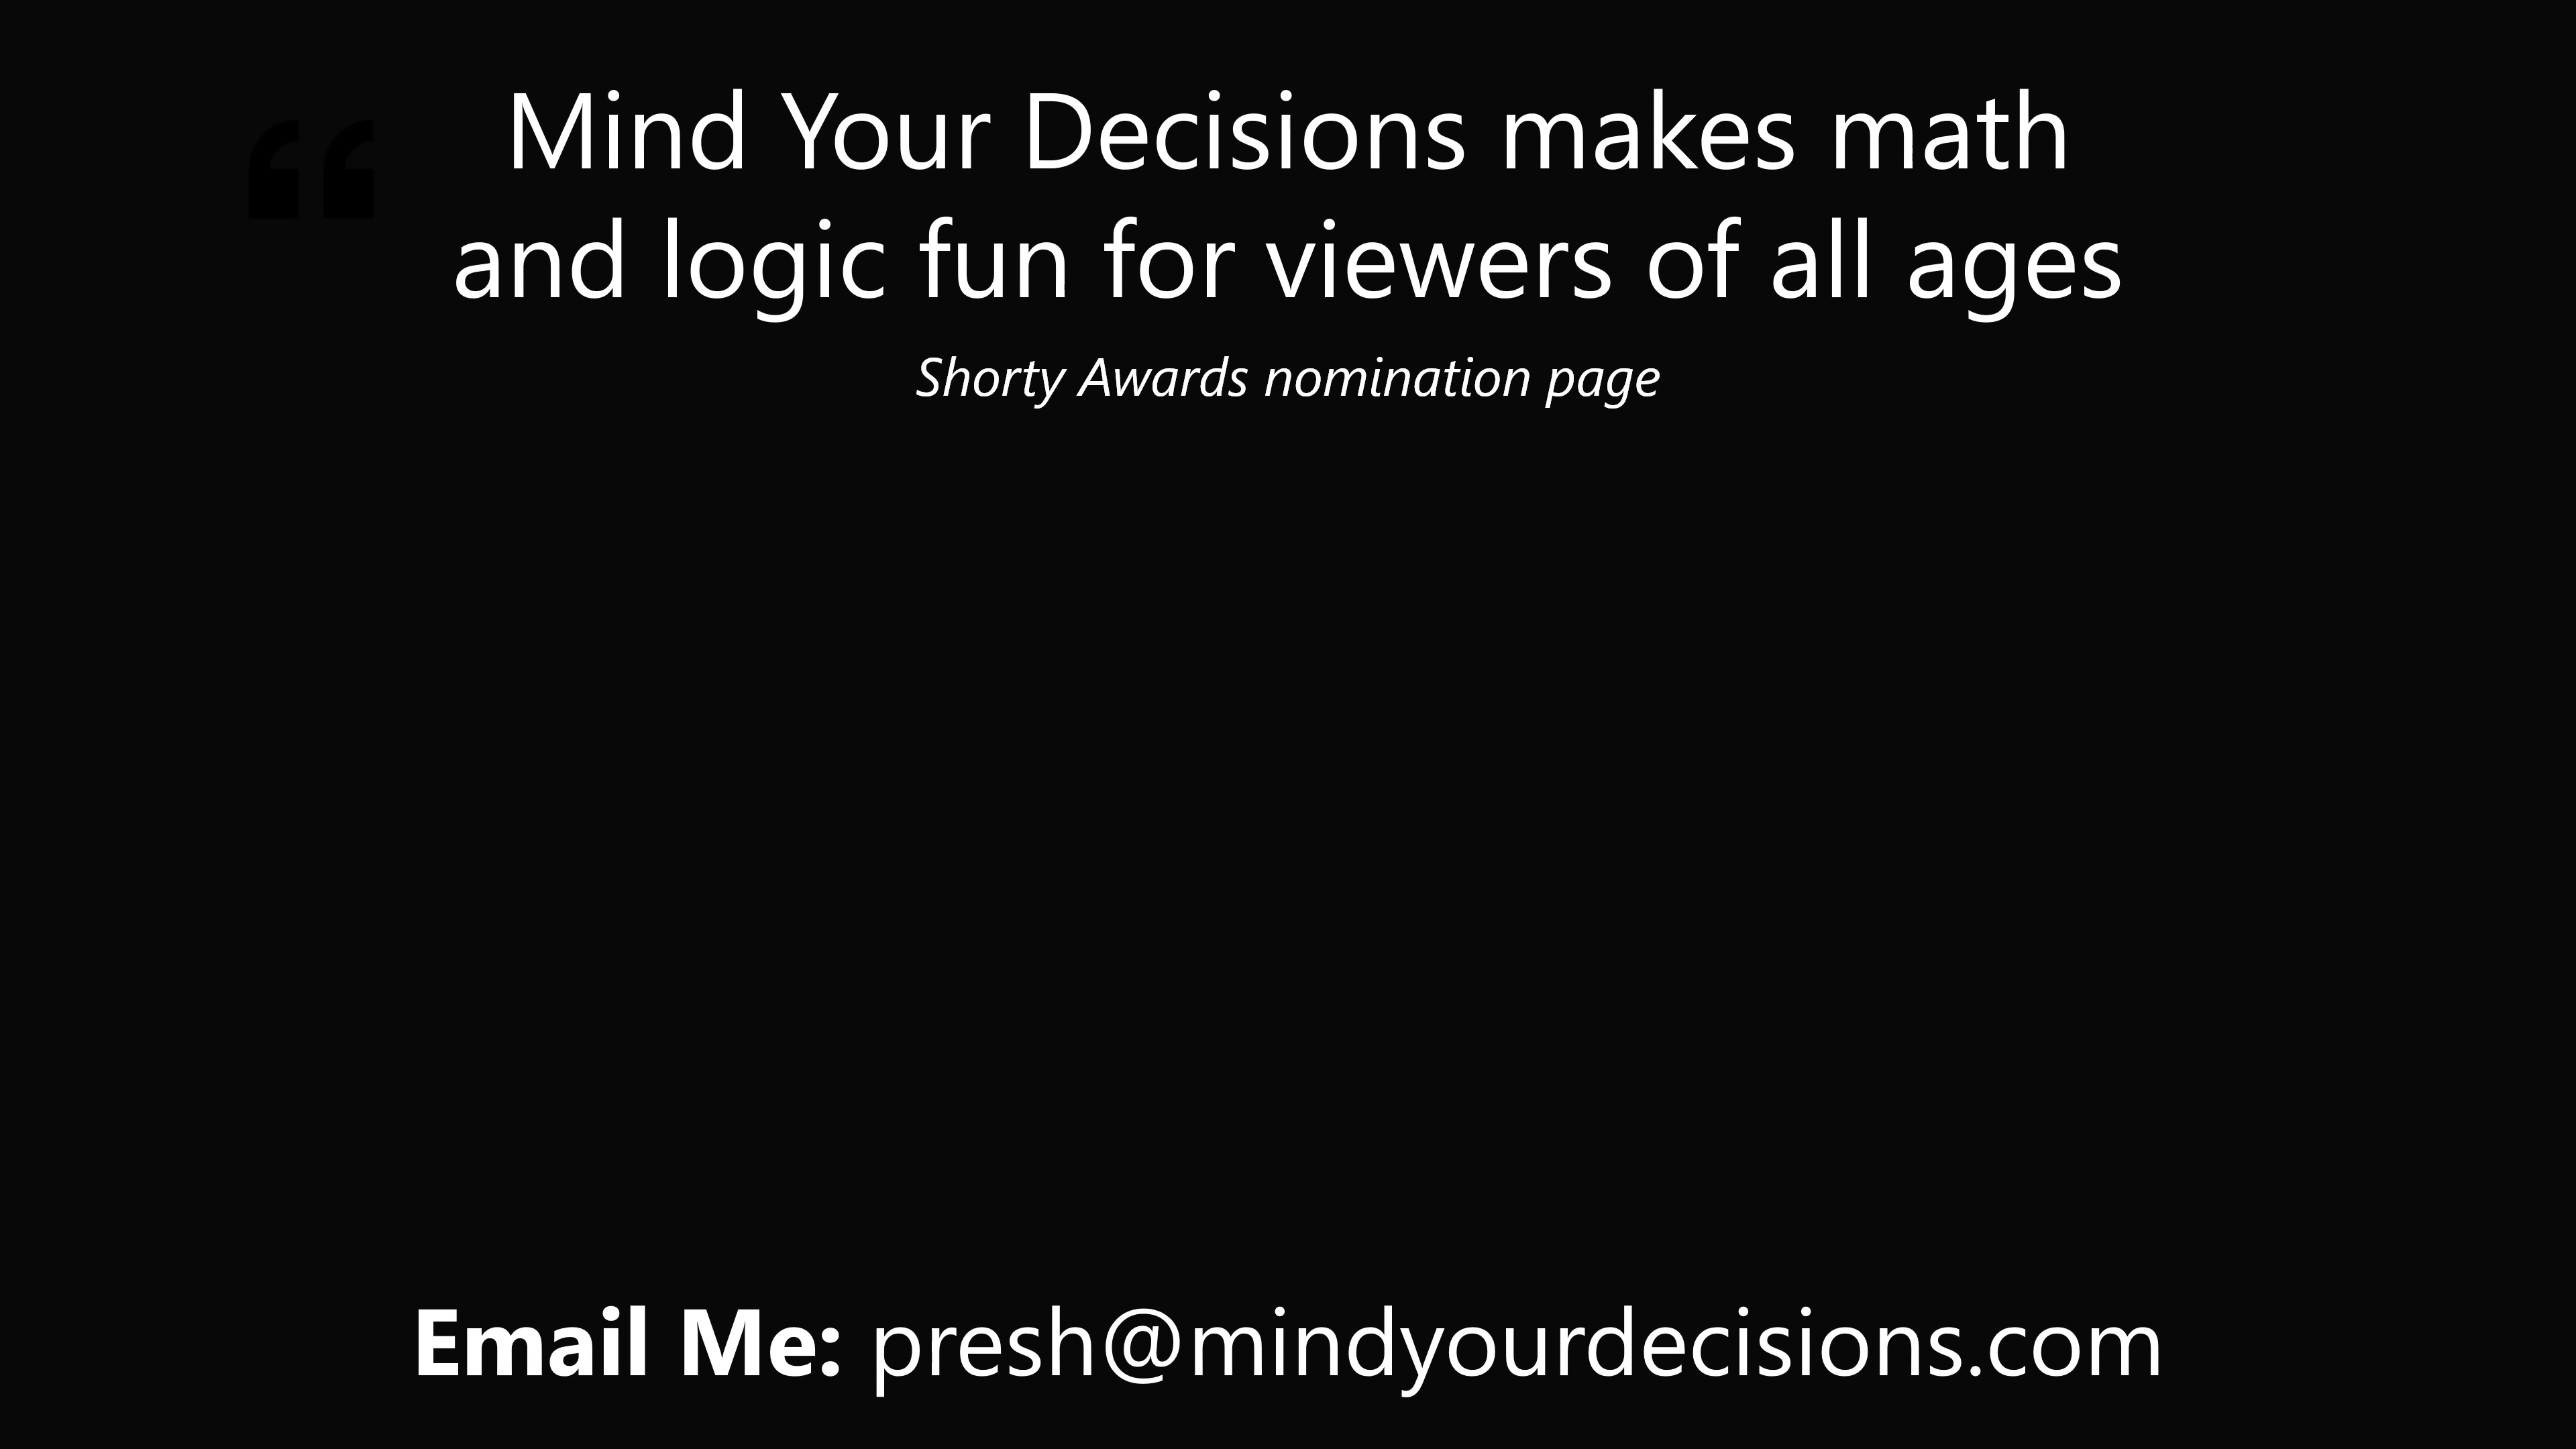 “
Mind Your Decisions makes math
and logic fun for viewers of all ages
Shorty Awards nomination page
Email Me: presh@mindyourdecisions.com